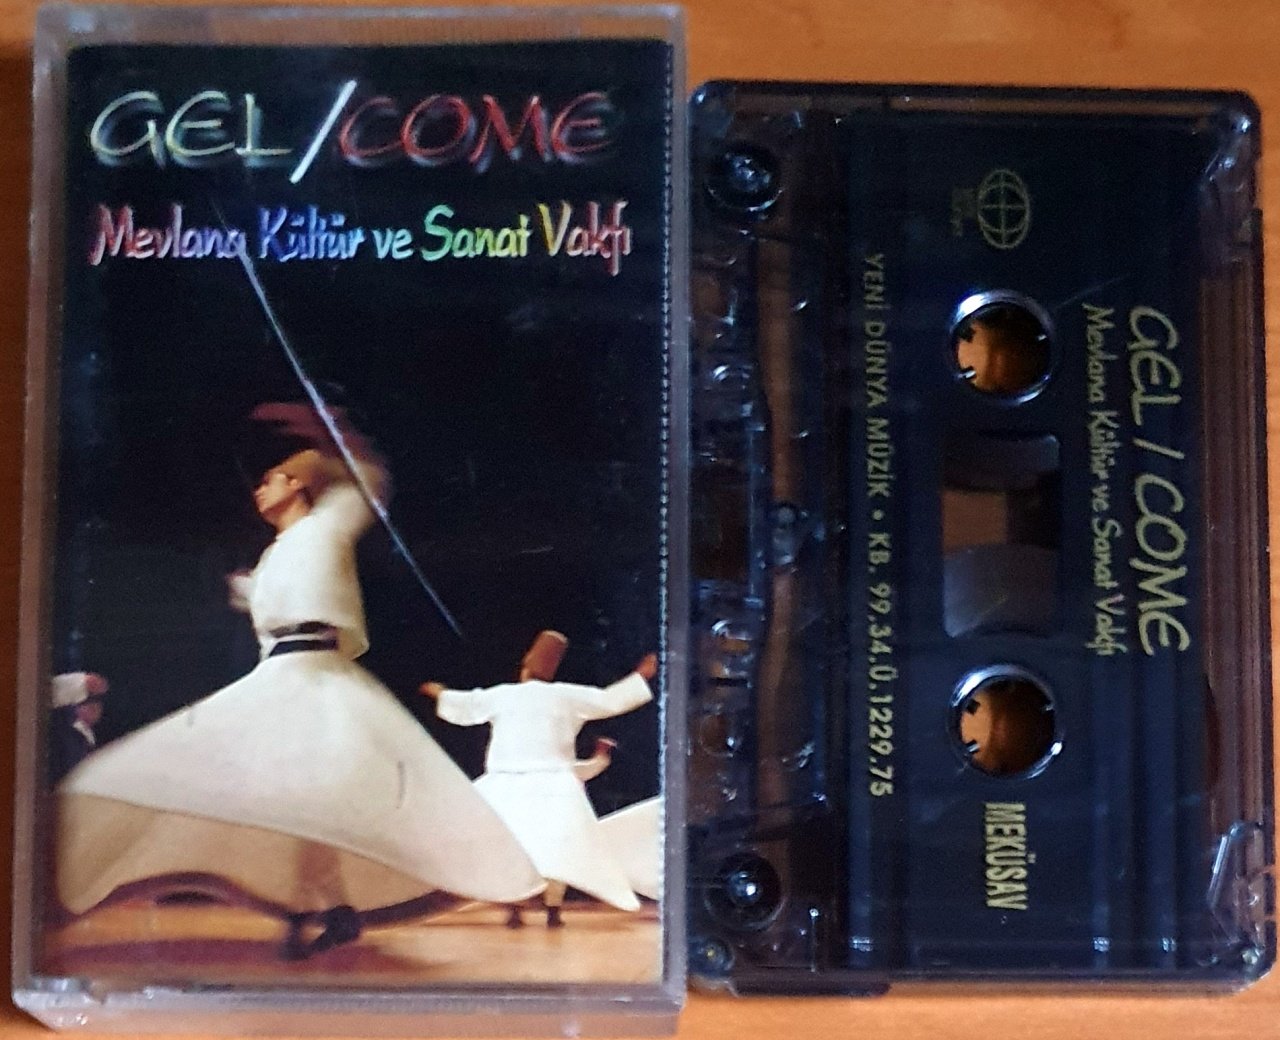 GEL/COME
Mevlana Kültür ve Sanat Vakfı
GEL / COME
Mevlana Kültür ve Sanat Vakfı
MEKÜSAV
YENİ DÜNYA MÜZİK • KB. 99.34.Ü.1229.75